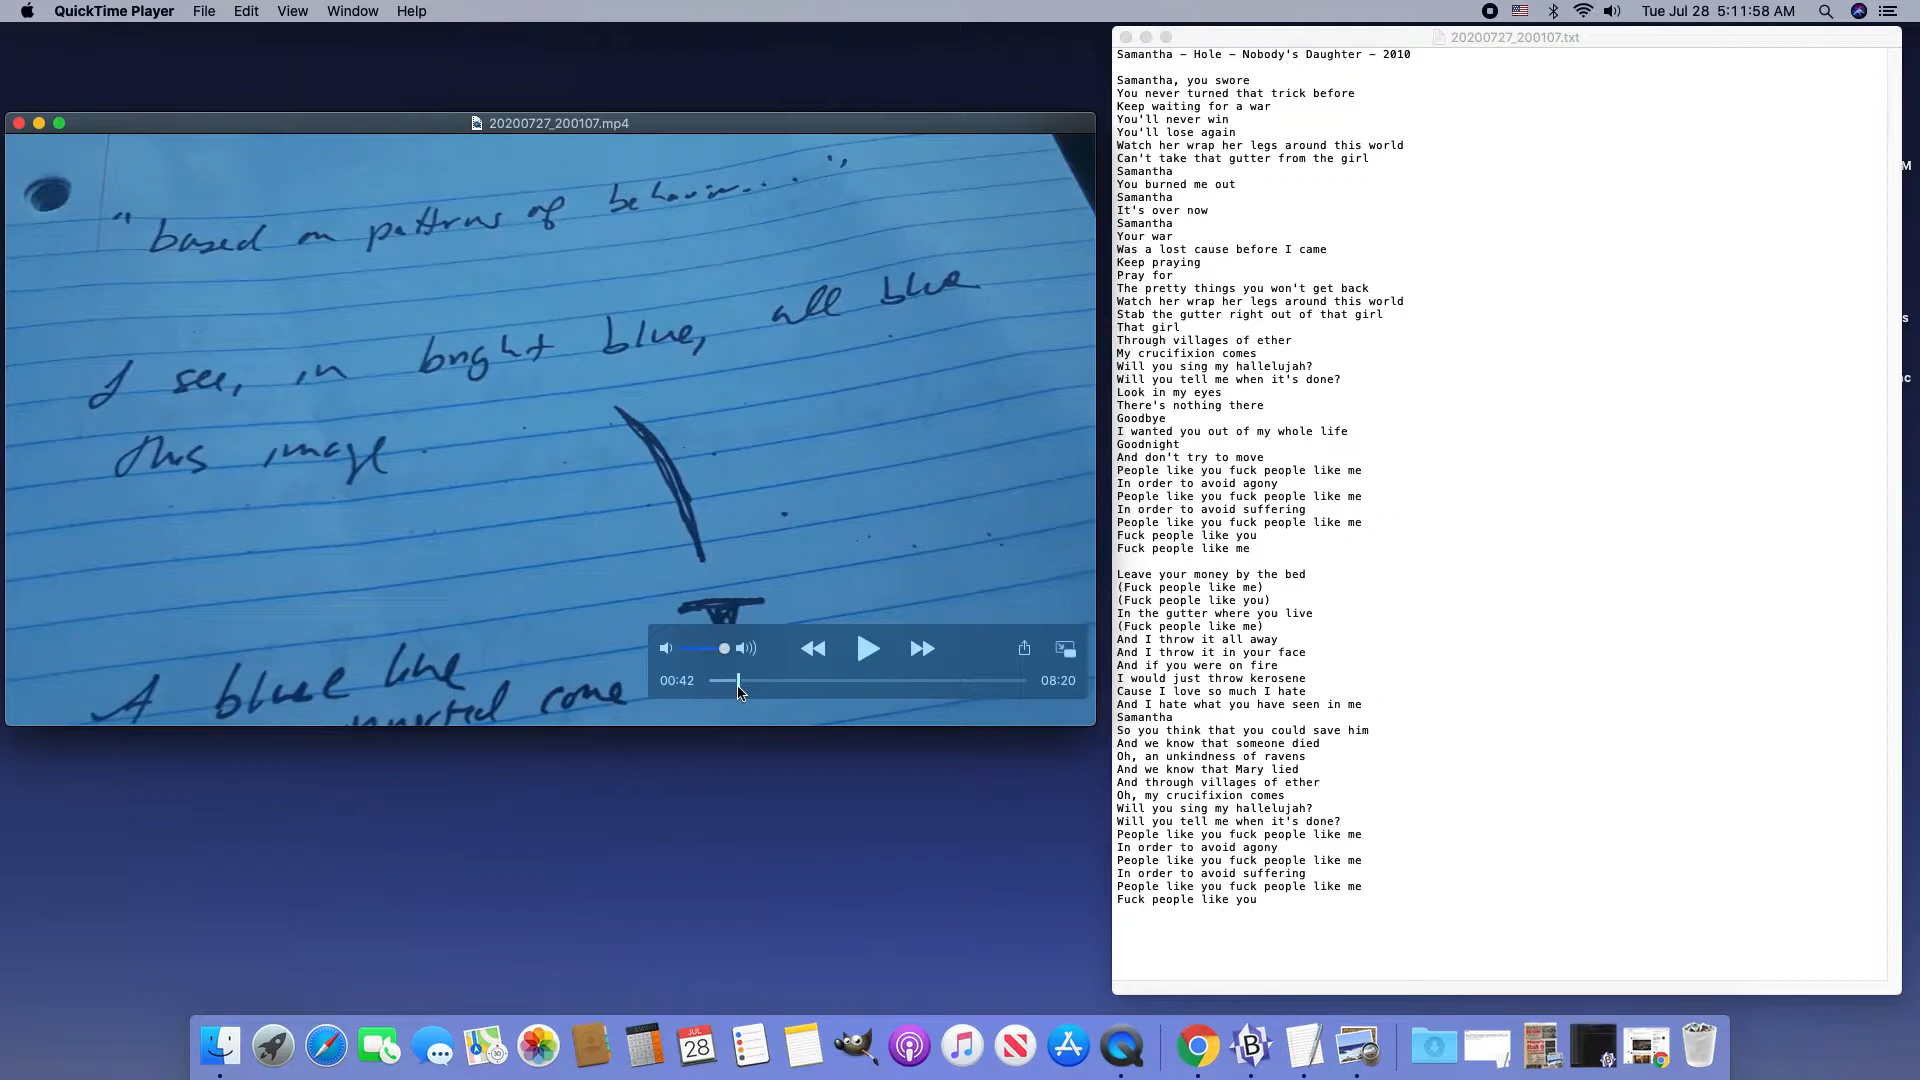 QuickTime Player File Edit View Window Help
Tue Jul 28 5:11:58 AM
20200727_200107.mp4
"based on patterns of behavior..."
I see, in bright blue, all blue
this image
A blue line
inverted cone
00:42
08:20
20200727_200107.txt
Samantha – Hole – Nobody's Daughter – 2010
Samantha, you swore
You never turned that trick before
Keep waiting for a war
You'll never win
You'll lose again
Watch her wrap her legs around this world
Can't take that gutter from the girl
Samantha
You burned me out
Samantha
It's over now
Samantha
Your war
Was a lost cause before I came
Keep praying
Pray for
The pretty things you won't get back
Watch her wrap her legs around this world
Stab the gutter right out of that girl
That girl
Through villages of ether
My crucifixion comes
Will you sing my hallelujah?
Will you tell me when it's done?
Look in my eyes
There's nothing there
Goodbye
I wanted you out of my whole life
Goodnight
And don't try to move
People like you fuck people like me
In order to avoid agony
People like you fuck people like me
In order to avoid suffering
People like you fuck people like me
Fuck people like you
Fuck people like me
Leave your money by the bed
(Fuck people like me)
(Fuck people like you)
In the gutter where you live
(Fuck people like me)
And I throw it all away
And I throw it in your face
And if you were on fire
I would just throw kerosene
Cause I love so much I hate
And I hate what you have seen in me
Samantha
So you think that you could save him
And we know that someone died
Oh, an unkindness of ravens
And we know that Mary lied
And through villages of ether
Oh, my crucifixion comes
Will you sing my hallelujah?
Will you tell me when it's done?
People like you fuck people like me
In order to avoid agony
People like you fuck people like me
In order to avoid suffering
People like you fuck people like me
Fuck people like you
M
s
c
JUL
28